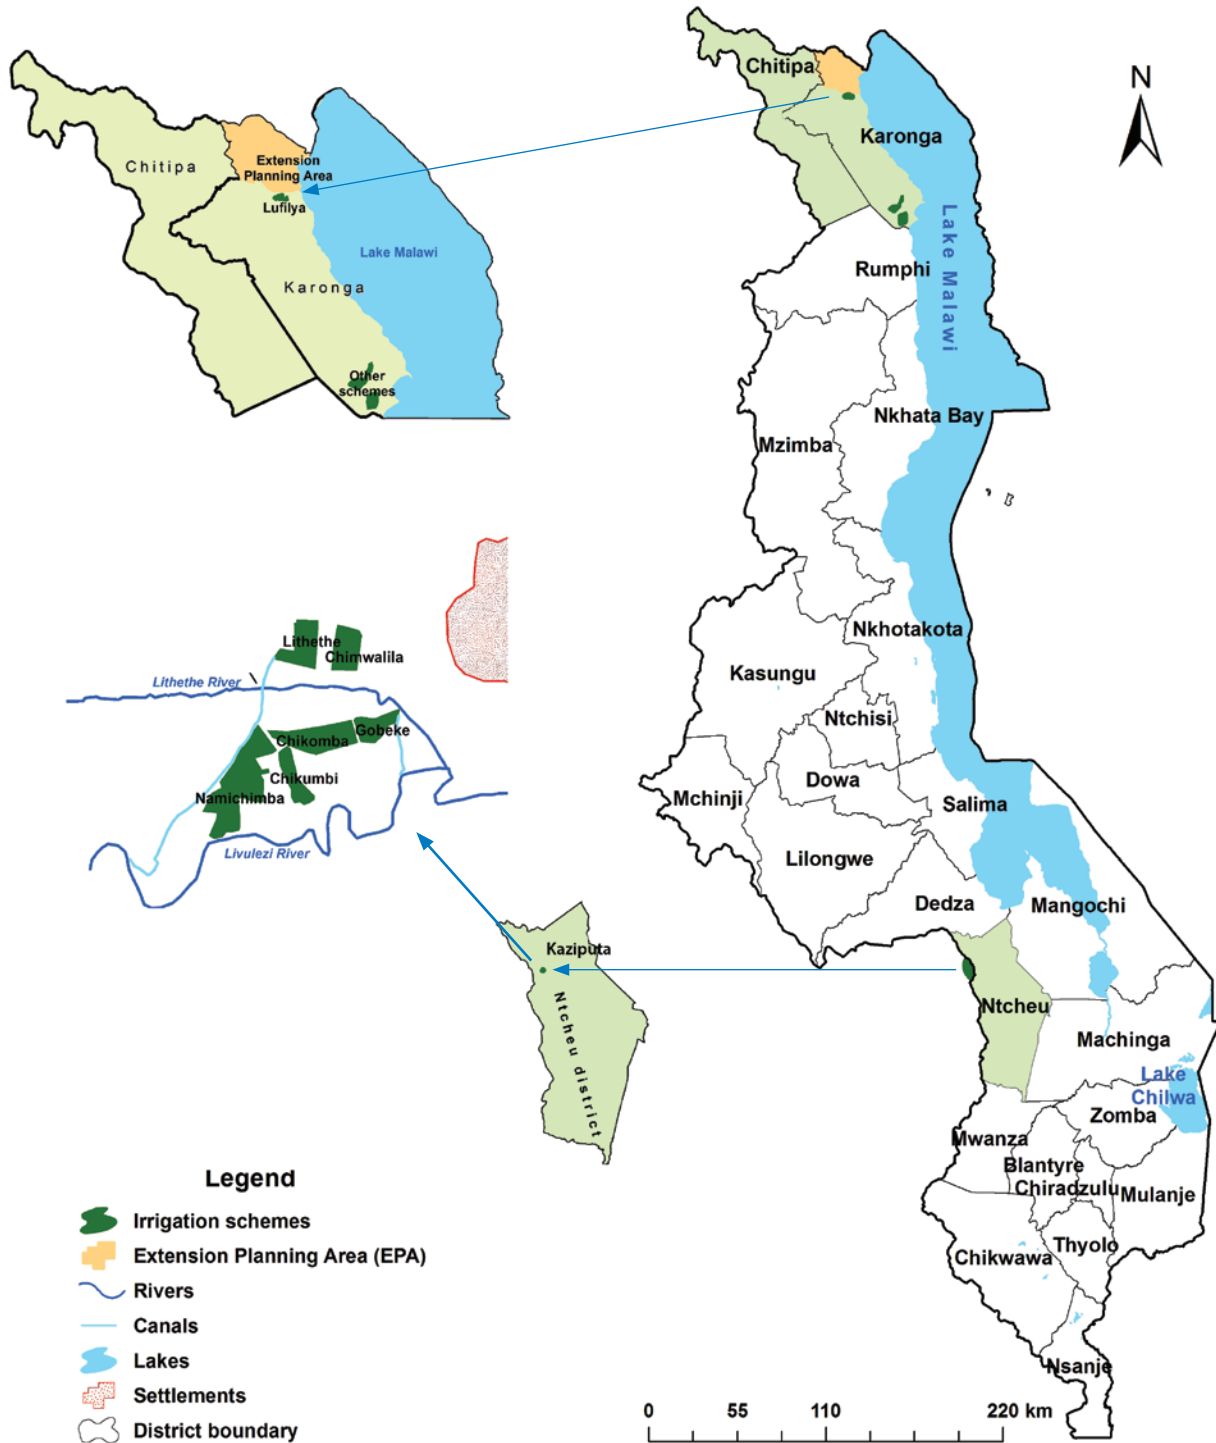 Chitipa
Extension
Planning Area
Lufilya
Lake Malawi
Karonga
Other
schemes
N
Chitipa
Karonga
Lake Malawi
Rumphi
Nkhata Bay
Mzimba
Nkhotakota
Kasungu
Ntchisi
Dowa
Mchinji
Salima
Lilongwe
Dedza
Mangochi
Ntcheu
Machinga
Lake
Chilwa
Zomba
Mwanza
Blantyre
Chiradzulu
Mulanje
Thyolo
Chikwawa
Nsanje
Lithethe
Chimwalila
Lithethe River
Gobeke
Chikomba
Chikumbi
Namichimba
Livulezi River
Kaziputa
Ntcheu district
Legend
Irrigation schemes
Extension Planning Area (EPA)
Rivers
Canals
Lakes
Settlements
District boundary
0 55 110 220 km